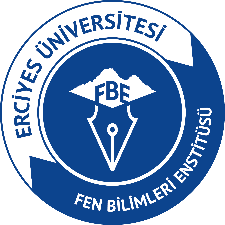 ERCİYES ÜNİVERSİTESİ
FBE
FEN BİLİMLERİ ENSTİTÜSÜ